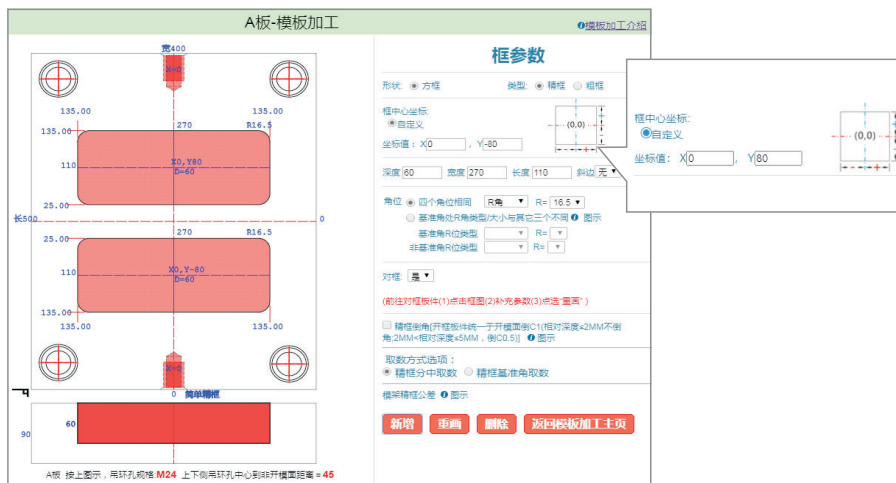 A板-模板加工
模板加工介绍
宽400
X=0
135.00
135.00
135.00
270
R16.5
110
X0,Y80
D=60
25.00
长500
0
25.00
270
R16.5
110
X0,Y-80
D=60
135.00
135.00
135.00
X=0
0
简单精框
60
90
A板 按上图示，吊环孔规格:M24 上下侧吊环孔中心到非开模面距离 = 45
框参数
形状: 方框 类型: 精框 粗框
框中心坐标:
自定义
(0,0)
坐标值: X 0 , Y -80
深度 60 宽度 270 长度 110 斜边 无
角位 四个角位相同 R角 R= 16.5
基准角处R角类型/大小与其它三个不同 图示
基准角R位类型 R=
非基准角R位类型 R=
对框: 是
(前往对框板件(1)点击框图(2)补充参数(3)点选"重画" )
精框倒角[开框板件统一于开模面倒C1(相对深度≤2MM不倒
角;2MM<相对深度≤5MM，倒C0.5)] 图示
取数方式选项：
精框分中取数 精框基准角取数
模架精框公差 图示
新增 重画 删除 返回模板加工主页
框中心坐标:
自定义
(0,0)
坐标值: X 0 , Y 80